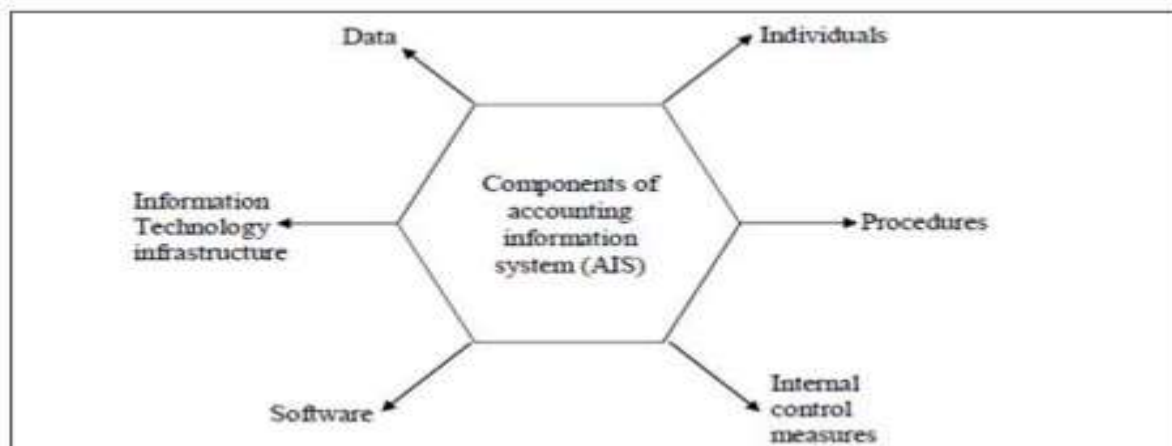 Data
Individuals
Components of
accounting
information
system (AIS)
Information
Technology
infrastructure
Procedures
Software
Internal
control
measures